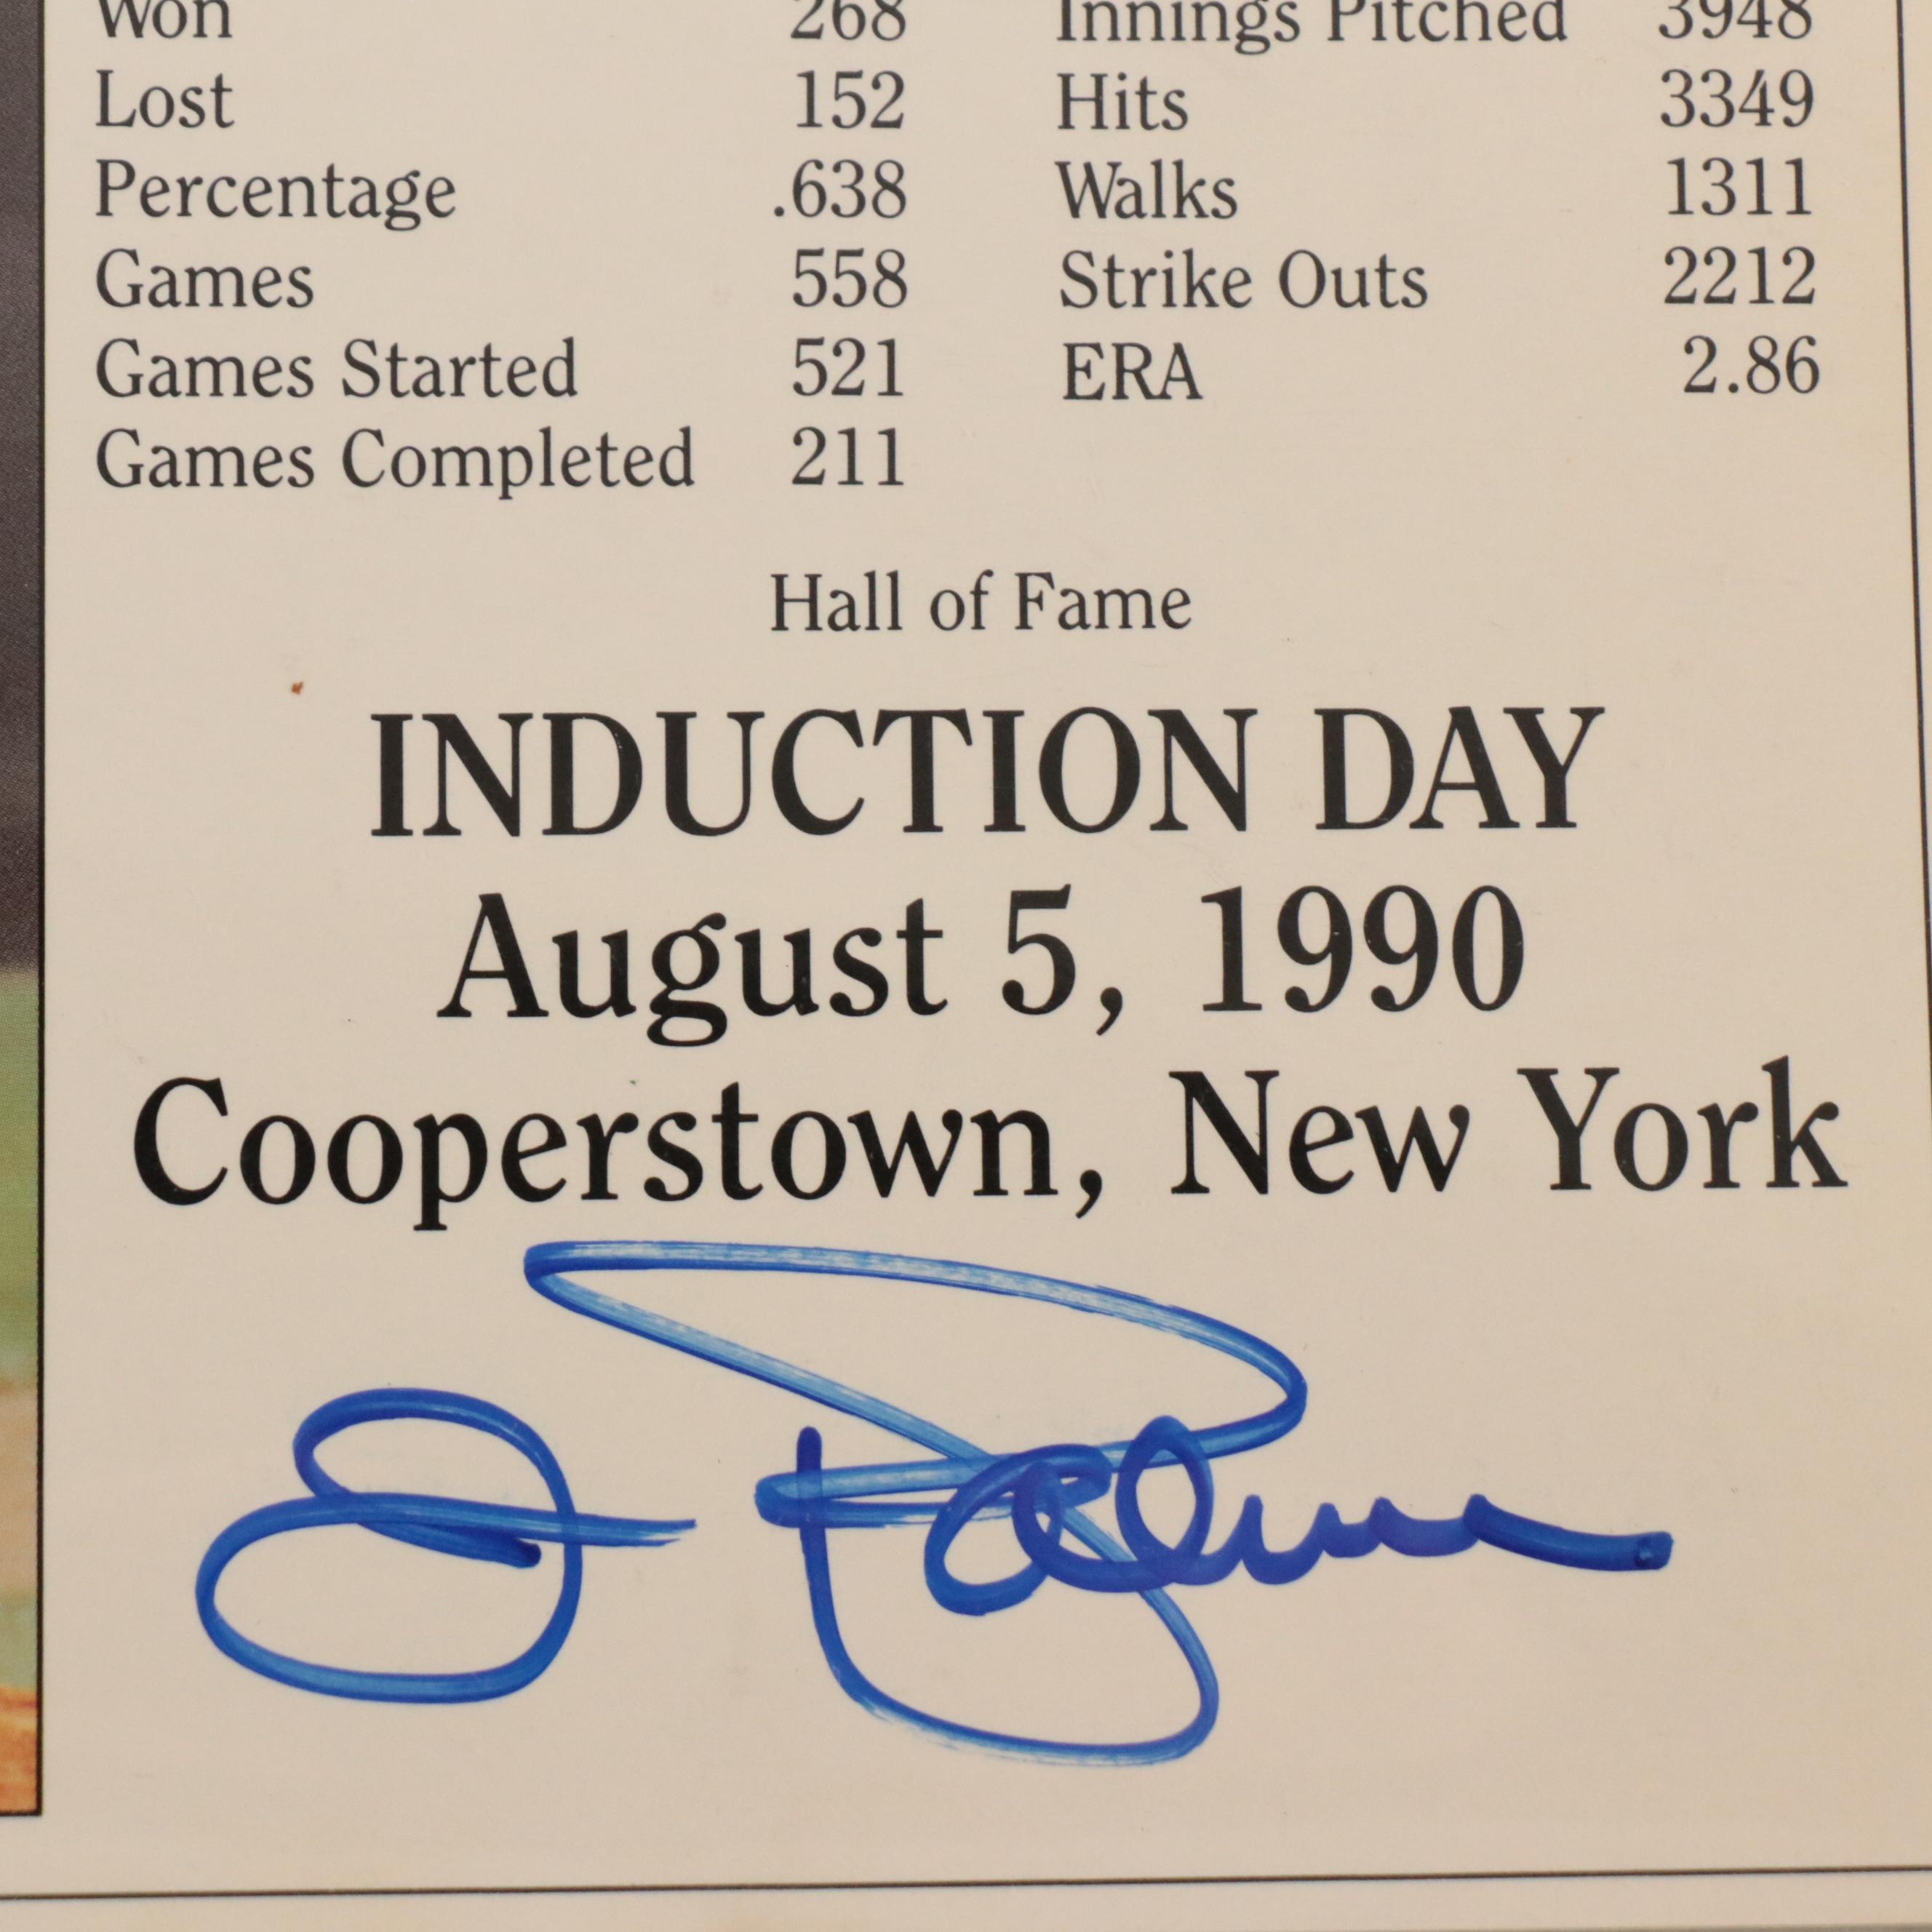 Won 268 Innings Pitched 3948
Lost 152 Hits 3349
Percentage .638 Walks 1311
Games 558 Strike Outs 2212
Games Started 521 ERA 2.86
Games Completed 211
Hall of Fame
INDUCTION DAY
August 5, 1990
Cooperstown, New York
J Palmer